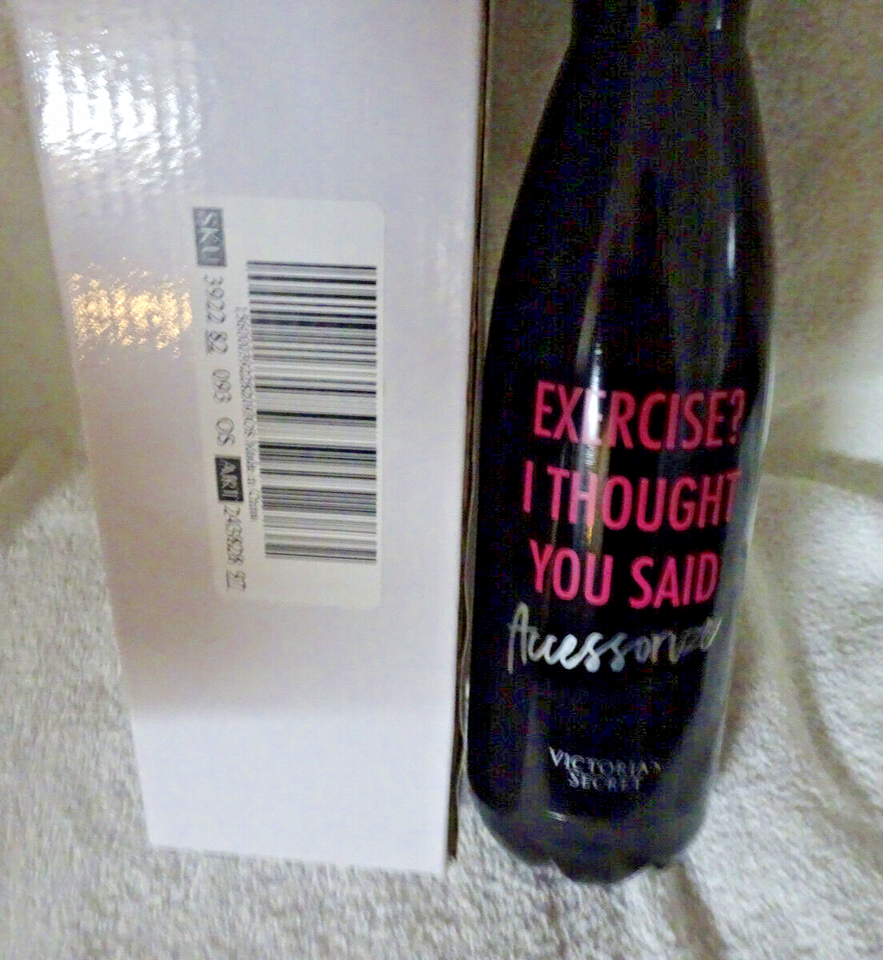 SKU 3922 82 093 OS ART 
EXERCISE?
I THOUGHT
YOU SAID
Accessorize
VICTORIA'S
SECRET